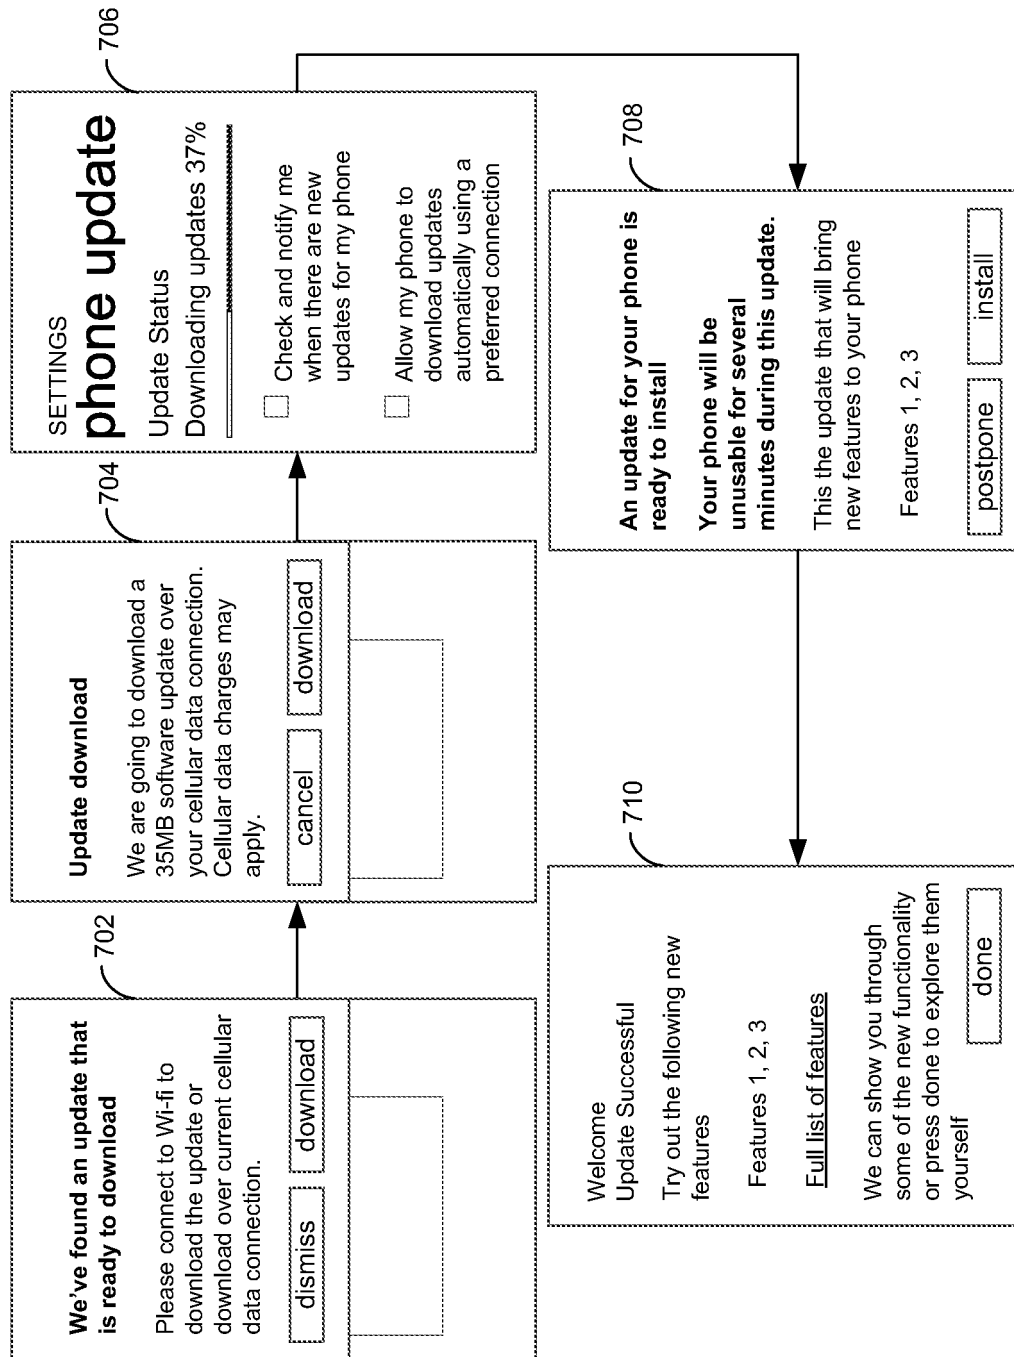 702
We've found an update that
is ready to download
Please connect to Wi-fi to
download the update or
download over current cellular
data connection.
dismiss
download
704
Update download
We are going to download a
35MB software update over
your cellular data connection.
Cellular data charges may
apply.
cancel
download
706
SETTINGS
phone update
Update Status
Downloading updates 37%
Check and notify me
when there are new
updates for my phone
Allow my phone to
download updates
automatically using a
preferred connection
708
An update for your phone is
ready to install
Your phone will be
unusable for several
minutes during this update.
This the update that will bring
new features to your phone
Features 1, 2, 3
postpone
install
710
Welcome
Update Successful
Try out the following new
features
Features 1, 2, 3
Full list of features
We can show you through
some of the new functionality
or press done to explore them
yourself
done